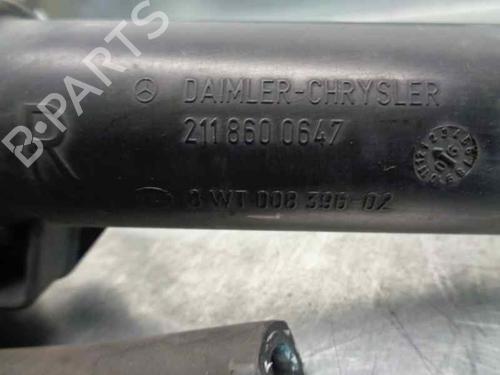 B-PARTS
DAIMLER-CHRYSLER
211 860 0647
R
8 WT 008 396-02